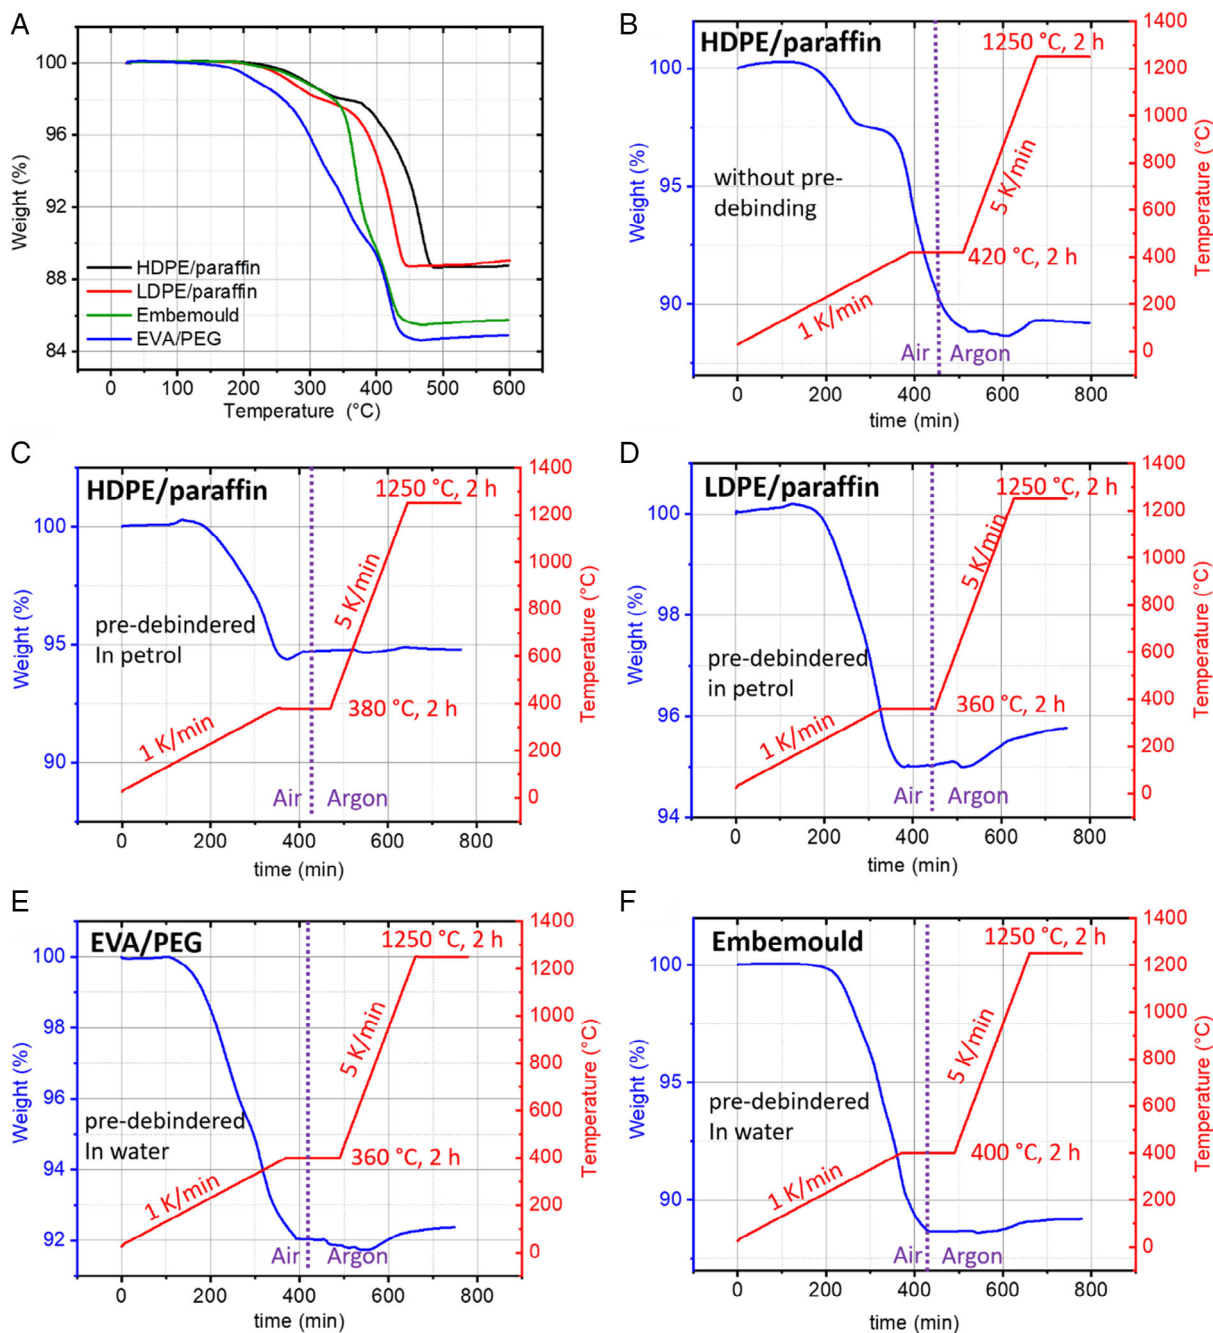 A
100
96
92
88
84
Weight (%)
HDPE/paraffin
LDPE/paraffin
Embemould
EVA/PEG
0 100 200 300 400 500 600
Temperature (°C)
B
HDPE/paraffin
1250 °C, 2 h
without pre-
debinding
5 K/min
420 °C, 2 h
1 K/min
Air Argon
100
95
90
Weight (%)
1400
1200
1000
800
600
400
200
0
Temperature (°C)
0 200 400 600 800
time (min)
C
HDPE/paraffin
1250 °C, 2 h
pre-debindered
In petrol
5 K/min
380 °C, 2 h
1 K/min
Air Argon
100
95
90
Weight (%)
1400
1200
1000
800
600
400
200
0
Temperature (°C)
0 200 400 600 800
time (min)
D
LDPE/paraffin
1250 °C, 2 h
pre-debindered
in petrol
5 K/min
360 °C, 2 h
1 K/min
Air Argon
100
98
96
94
Weight (%)
1400
1200
1000
800
600
400
200
0
Temperature (°C)
0 200 400 600 800
time (min)
E
EVA/PEG
1250 °C, 2 h
pre-debindered
In water
5 K/min
360 °C, 2 h
1 K/min
Air Argon
100
98
96
94
92
Weight (%)
1400
1200
1000
800
600
400
200
0
Temperature (°C)
0 200 400 600 800
time (min)
F
Embemould
1250 °C, 2 h
pre-debindered
In water
5 K/min
400 °C, 2 h
1 K/min
Air Argon
100
95
90
Weight (%)
1400
1200
1000
800
600
400
200
0
Temperature (°C)
0 200 400 600 800
time (min)